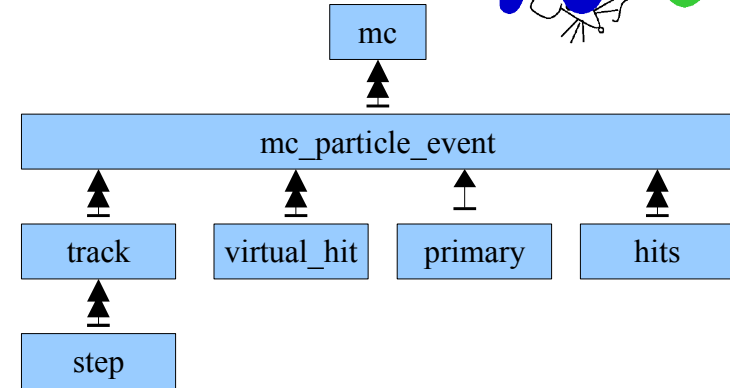 mc
mc_particle_event
track virtual_hit primary hits
step